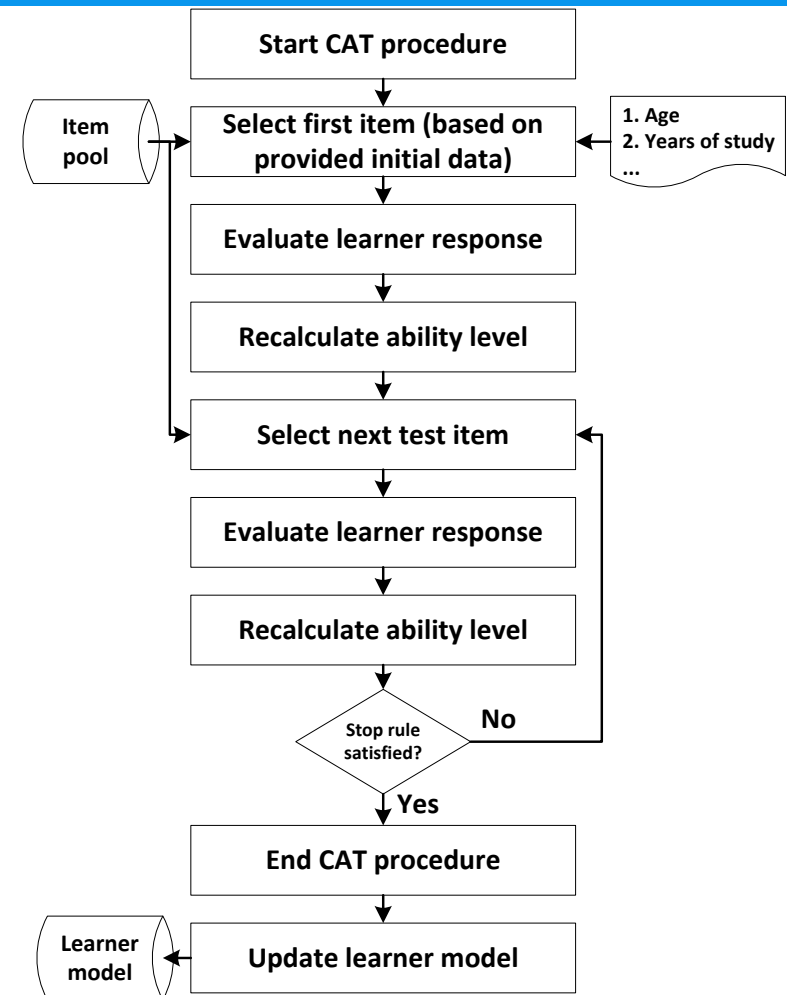 Start CAT procedure
Item
pool
Select first item (based on
provided initial data)
1. Age
2. Years of study
...
Evaluate learner response
Recalculate ability level
Select next test item
Evaluate learner response
Recalculate ability level
Stop rule
satisfied?
No
Yes
End CAT procedure
Learner
model
Update learner model